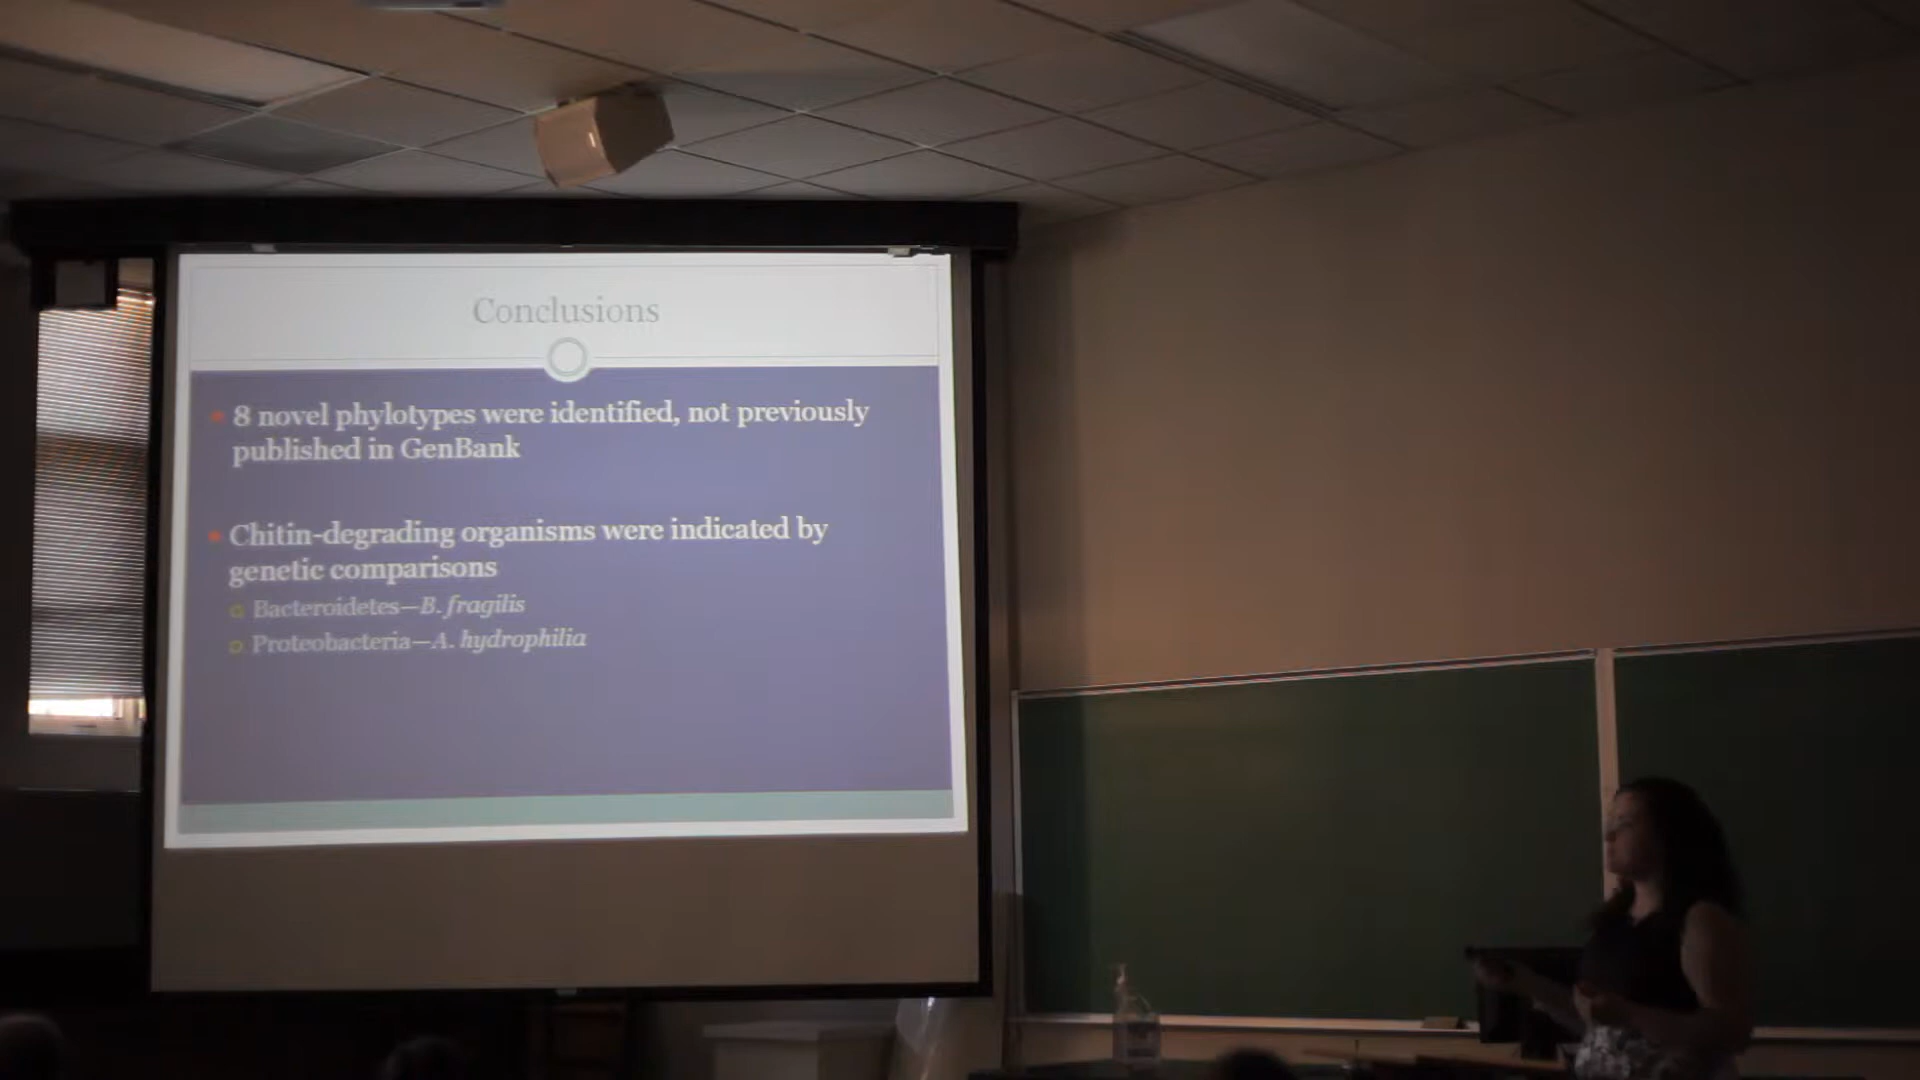 Conclusions
8 novel phylotypes were identified, not previously
published in GenBank
Chitin-degrading organisms were indicated by
genetic comparisons
Bacteroidetes—B. fragilis
Proteobacteria—A. hydrophilia